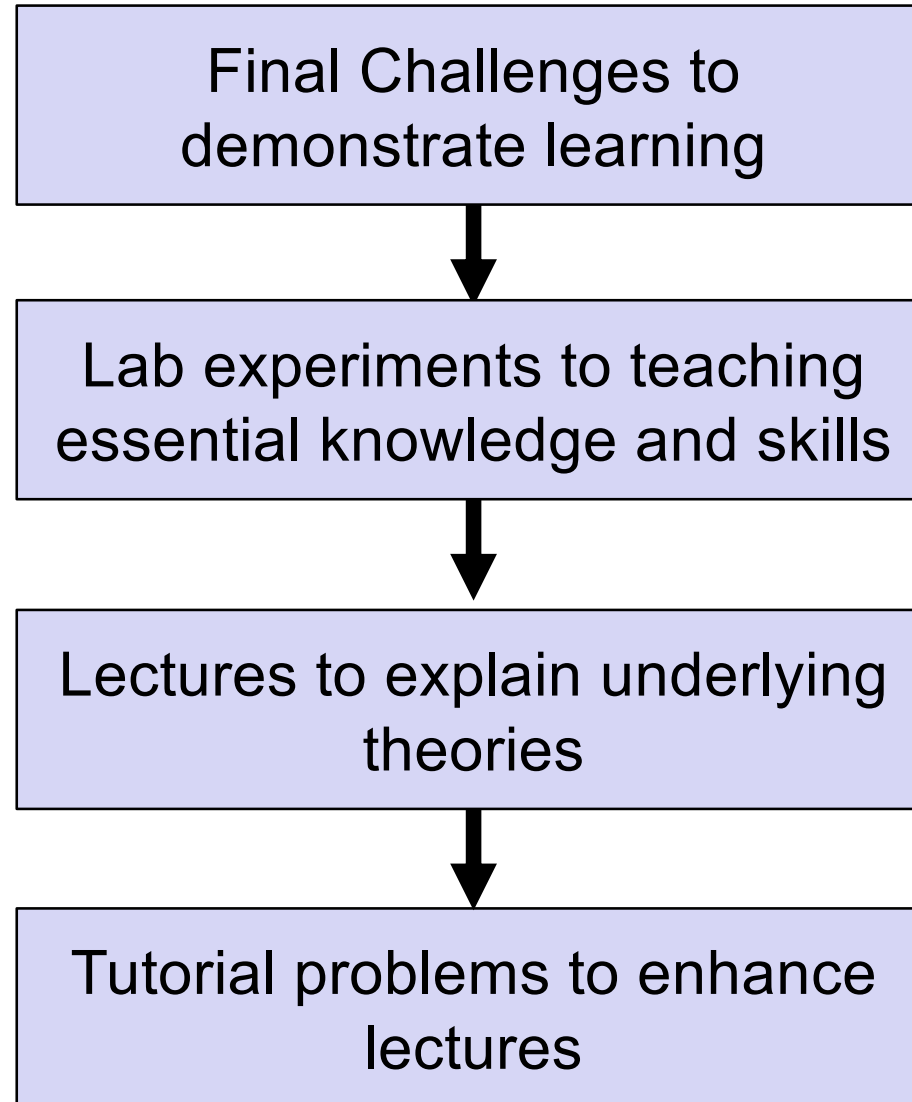 Final Challenges to
demonstrate learning
Lab experiments to teaching
essential knowledge and skills
Lectures to explain underlying
theories
Tutorial problems to enhance
lectures